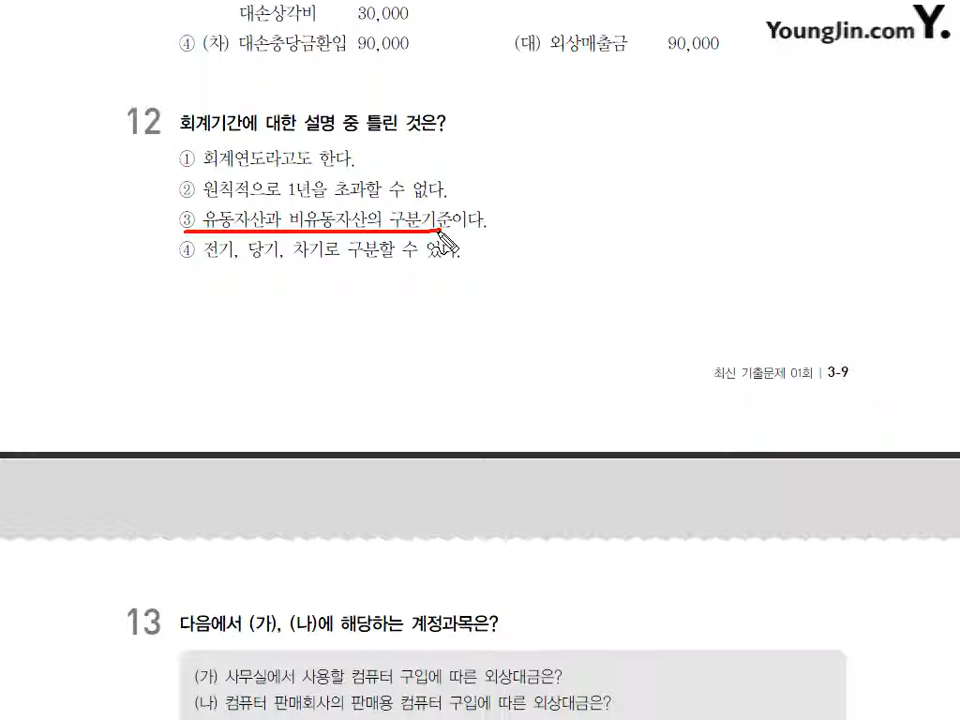 대손상각비 30,000
YoungJin.com Y.
④ (차) 대손충당금환입 90,000 (대) 외상매출금 90,000
12 회계기간에 대한 설명 중 틀린 것은?
① 회계연도라고도 한다.
② 원칙적으로 1년을 초과할 수 없다.
③ 유동자산과 비유동자산의 구분기준이다.
④ 전기, 당기, 차기로 구분할 수 있다.
최신 기출문제 01회 | 3-9
13 다음에서 (가), (나)에 해당하는 계정과목은?
(가) 사무실에서 사용할 컴퓨터 구입에 따른 외상대금은?
(나) 컴퓨터 판매회사의 판매용 컴퓨터 구입에 따른 외상대금은?